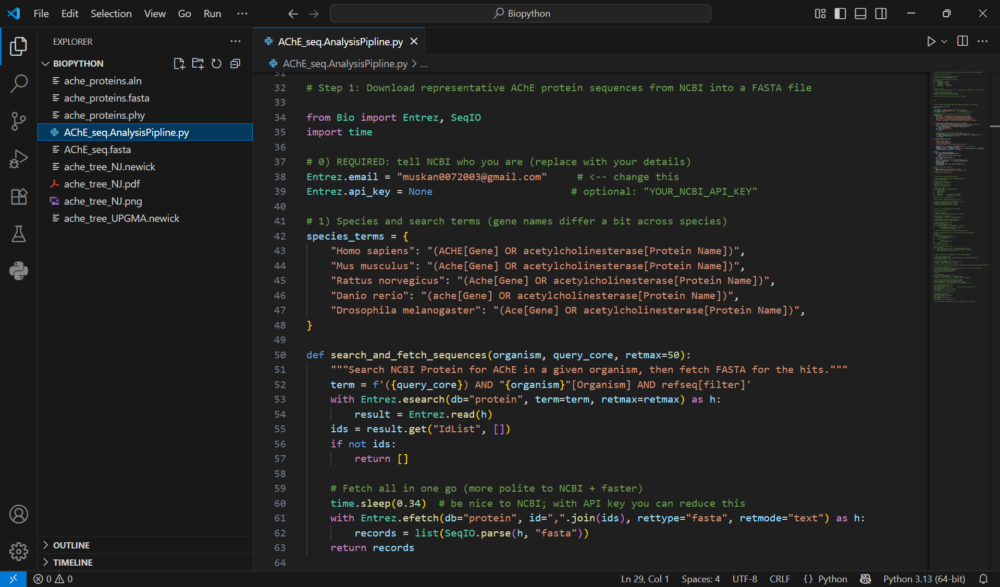 File Edit Selection View Go Run ...
Biopython
EXPLORER
BIOPYTHON
ache_proteins.aln
ache_proteins.fasta
ache_proteins.phy
AChE_seq.AnalysisPipline.py
AChE_seq.fasta
ache_tree_NJ.newick
ache_tree_NJ.pdf
ache_tree_NJ.png
ache_tree_UPGMA.newick
OUTLINE
TIMELINE
AChE_seq.AnalysisPipline.py
AChE_seq.AnalysisPipline.py > ...
31
32 # Step 1: Download representative AChE protein sequences from NCBI into a FASTA file
33
34 from Bio import Entrez, SeqIO
35 import time
36
37 # 0) REQUIRED: tell NCBI who you are (replace with your details)
38 Entrez.email = "muskan0072003@gmail.com"     # <-- change this
39 Entrez.api_key = None                       # optional: "YOUR_NCBI_API_KEY"
40
41 # 1) Species and search terms (gene names differ a bit across species)
42 species_terms = {
43     "Homo sapiens": "(ACHE[Gene] OR acetylcholinesterase[Protein Name])",
44     "Mus musculus": "(Ache[Gene] OR acetylcholinesterase[Protein Name])",
45     "Rattus norvegicus": "(Ache[Gene] OR acetylcholinesterase[Protein Name])",
46     "Danio rerio": "(ache[Gene] OR acetylcholinesterase[Protein Name])",
47     "Drosophila melanogaster": "(Ace[Gene] OR acetylcholinesterase[Protein Name])",
48 }
49
50 def search_and_fetch_sequences(organism, query_core, retmax=50):
51     """Search NCBI Protein for AChE in a given organism, then fetch FASTA for the hits."""
52     term = f'({query_core}) AND "{organism}"[Organism] AND refseq[filter]'
53     with Entrez.esearch(db="protein", term=term, retmax=retmax) as h:
54         result = Entrez.read(h)
55     ids = result.get("IdList", [])
56     if not ids:
57         return []
58
59     # Fetch all in one go (more polite to NCBI + faster)
60     time.sleep(0.34)  # be nice to NCBI; with API key you can reduce this
61     with Entrez.efetch(db="protein", id=",".join(ids), rettype="fasta", retmode="text") as h:
62         records = list(SeqIO.parse(h, "fasta"))
63     return records
64
0 0
Ln 29, Col 1 Spaces: 4 UTF-8 CRLF {} Python Python 3.13 (64-bit)